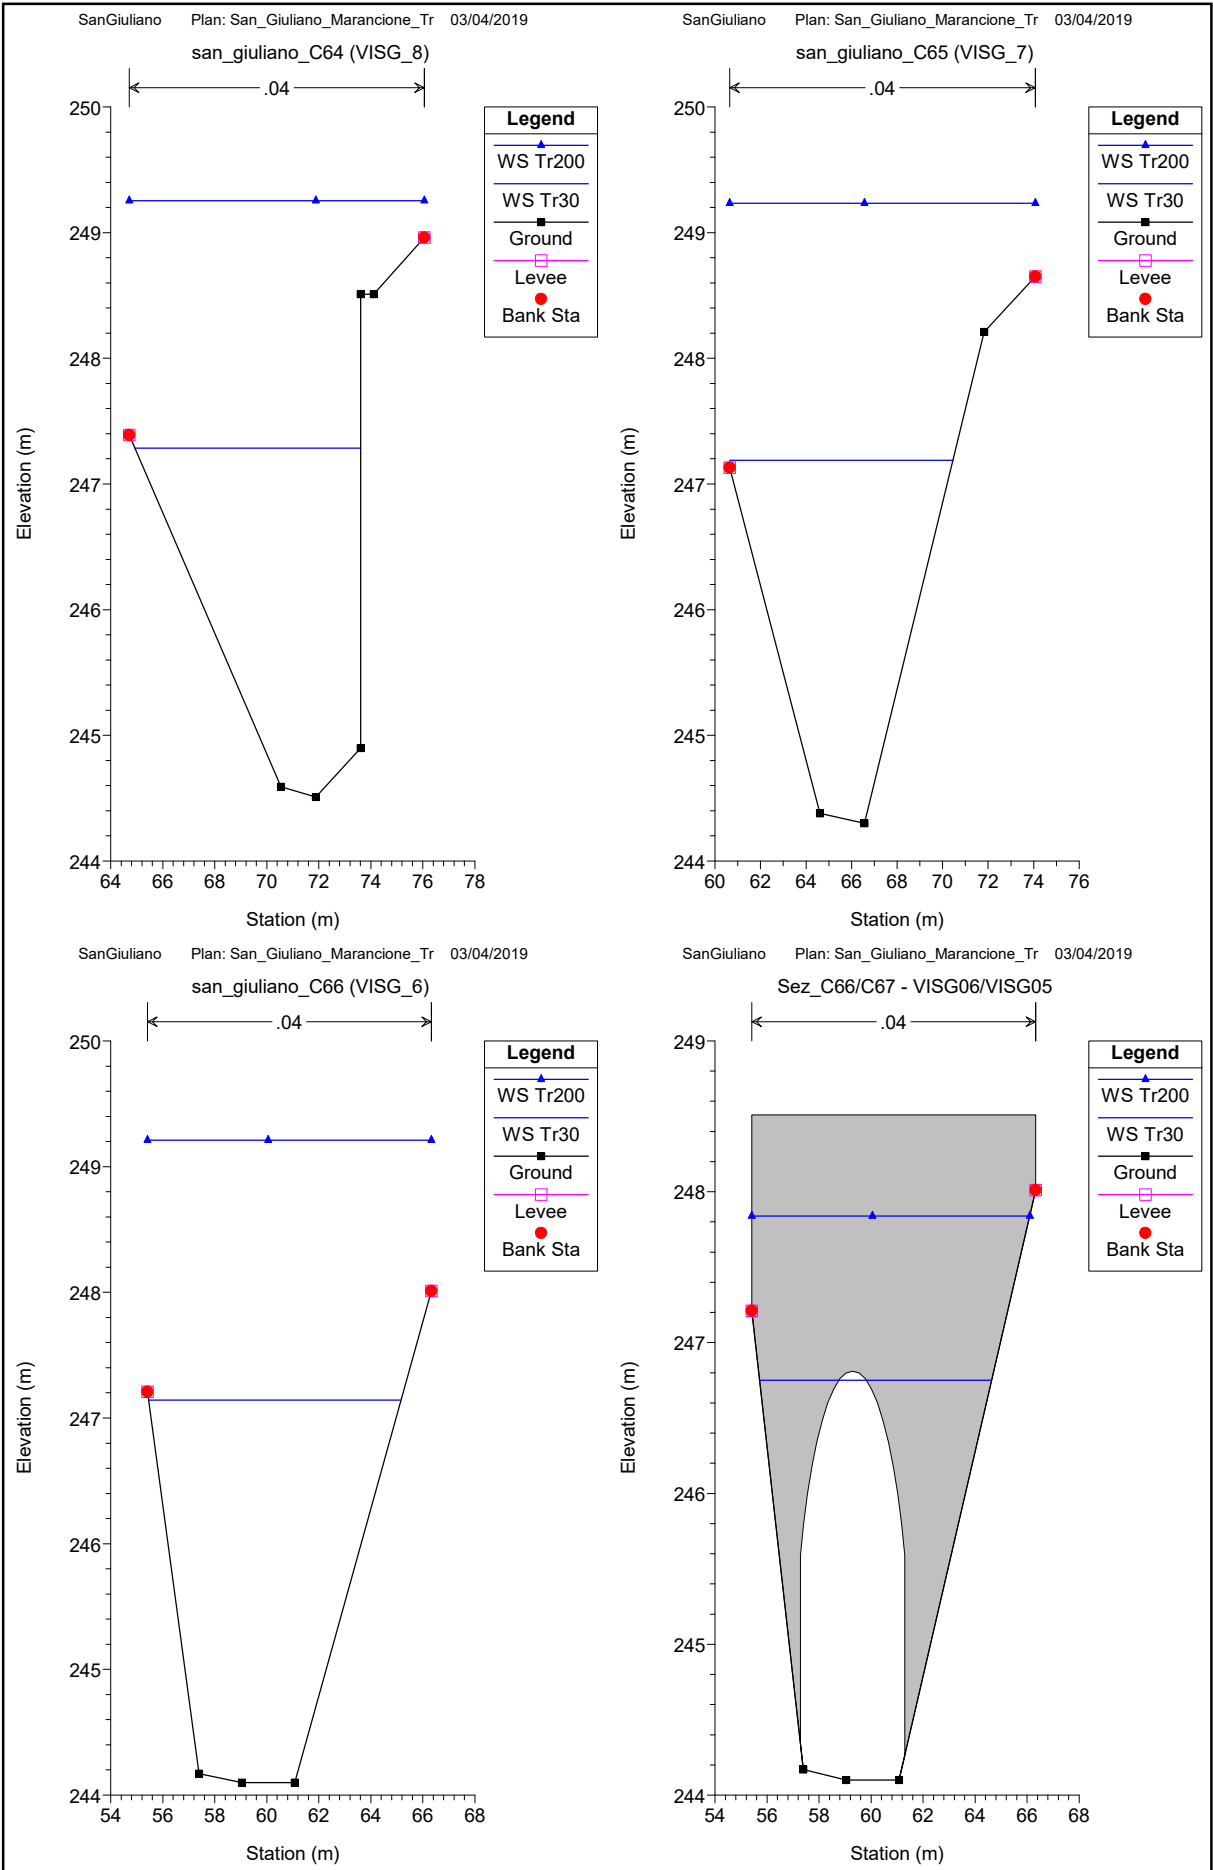 SanGiuliano Plan: San_Giuliano_Marancione_Tr 03/04/2019
san_giuliano_C64 (VISG_8)
.04
Legend
WS Tr200
WS Tr30
Ground
Levee
Bank Sta
250
249
248
247
246
245
244
Elevation (m)
64 66 68 70 72 74 76 78
Station (m)
SanGiuliano Plan: San_Giuliano_Marancione_Tr 03/04/2019
san_giuliano_C65 (VISG_7)
.04
Legend
WS Tr200
WS Tr30
Ground
Levee
Bank Sta
250
249
248
247
246
245
244
Elevation (m)
60 62 64 66 68 70 72 74 76
Station (m)
SanGiuliano Plan: San_Giuliano_Marancione_Tr 03/04/2019
san_giuliano_C66 (VISG_6)
.04
Legend
WS Tr200
WS Tr30
Ground
Levee
Bank Sta
250
249
248
247
246
245
244
Elevation (m)
54 56 58 60 62 64 66 68
Station (m)
SanGiuliano Plan: San_Giuliano_Marancione_Tr 03/04/2019
Sez_C66/C67 - VISG06/VISG05
.04
Legend
WS Tr200
WS Tr30
Ground
Levee
Bank Sta
249
248
247
246
245
244
Elevation (m)
54 56 58 60 62 64 66 68
Station (m)